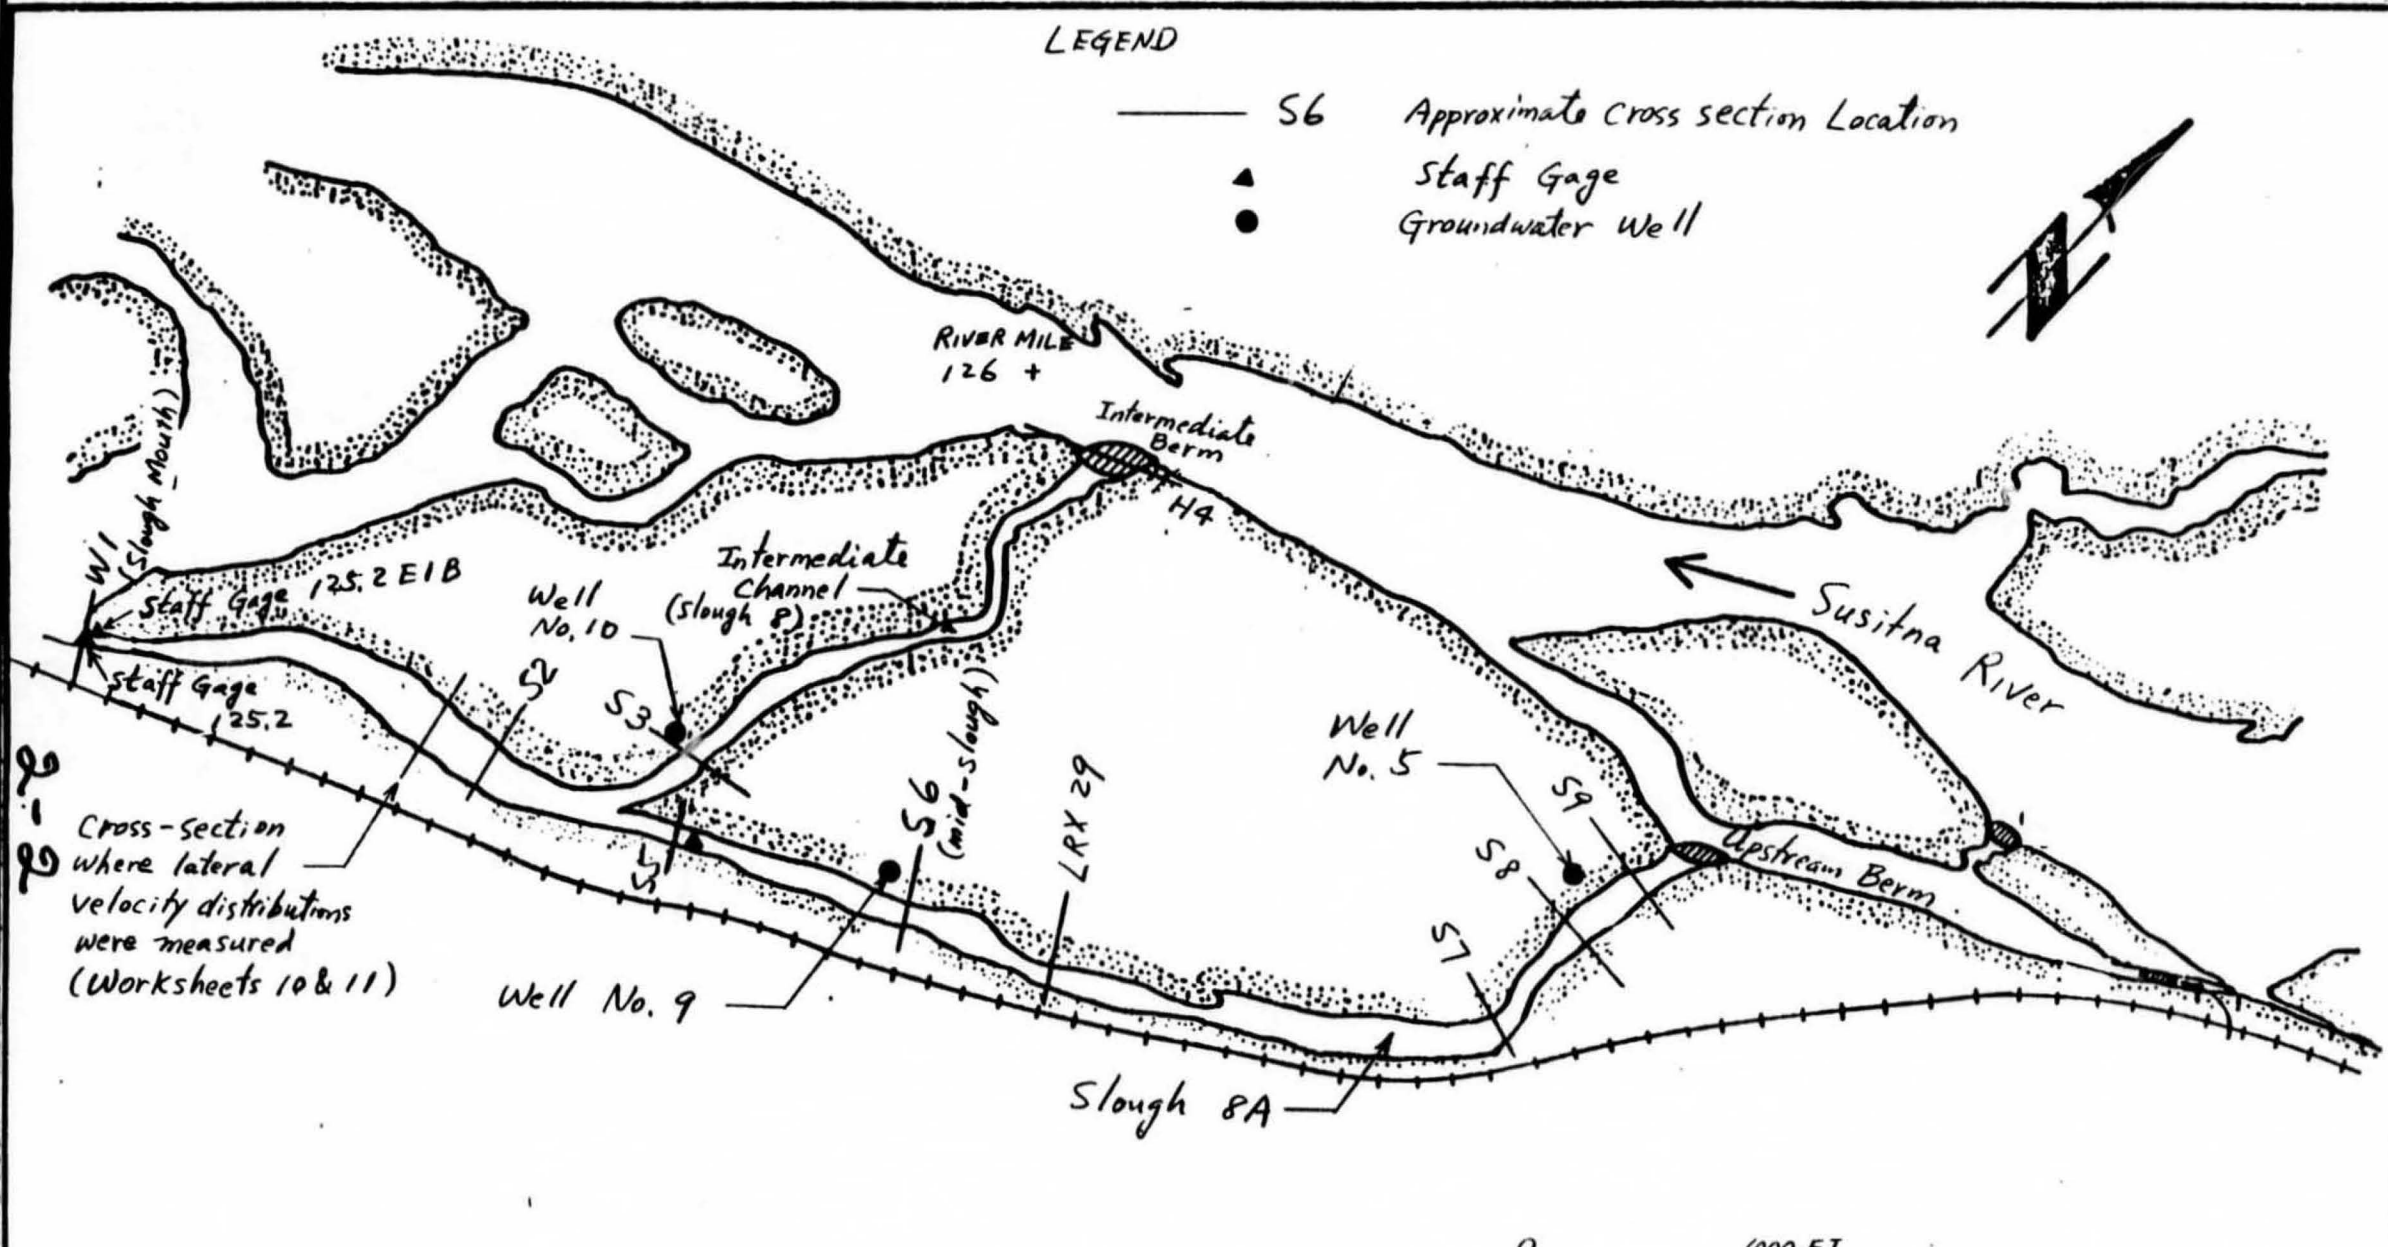 LEGEND
S6 Approximate Cross section Location
Staff Gage
Groundwater Well
N
RIVER MILE
126 +
Intermediate
Berm
H4
W1
(Slough Mouth)
Staff Gage 125.2 E1B
Staff Gage
125.2
Well
No. 10
Intermediate
Channel
(slough 8)
S2
S3
S5
S6
(mid-slough)
LRX 29
Well
No. 5
S9
S8
S7
Upstream Berm
Susitna River
Cross-section
where lateral
velocity distributions
were measured
(Worksheets 10 & 11)
Well No. 9
Slough 8A